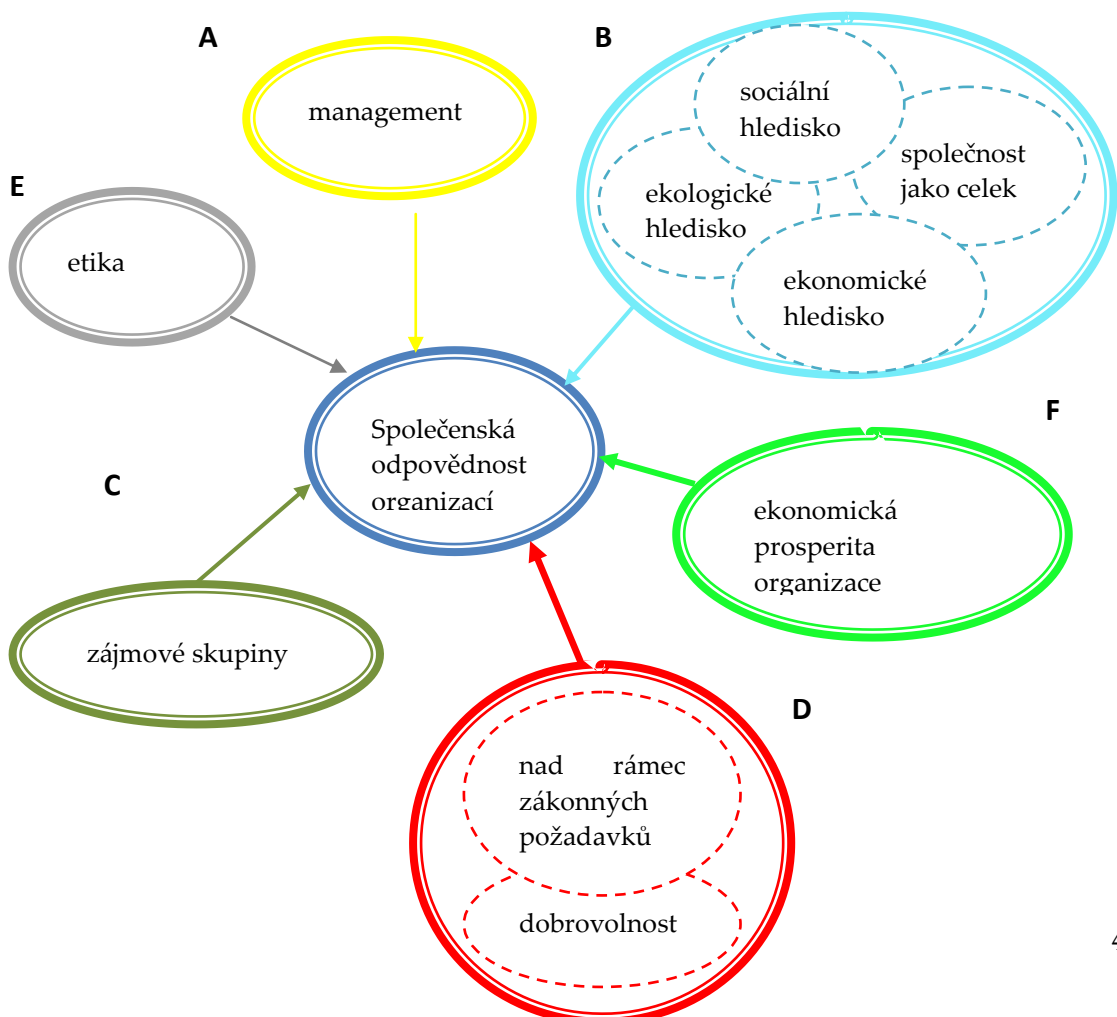 A
management
B
sociální
hledisko
společnost
jako celek
ekologické
hledisko
ekonomické
hledisko
E
etika
Společenská
odpovědnost
organizací
F
ekonomická
prosperita
organizace
C
zájmové skupiny
D
nad rámec
zákonných
požadavků
dobrovolnost
4